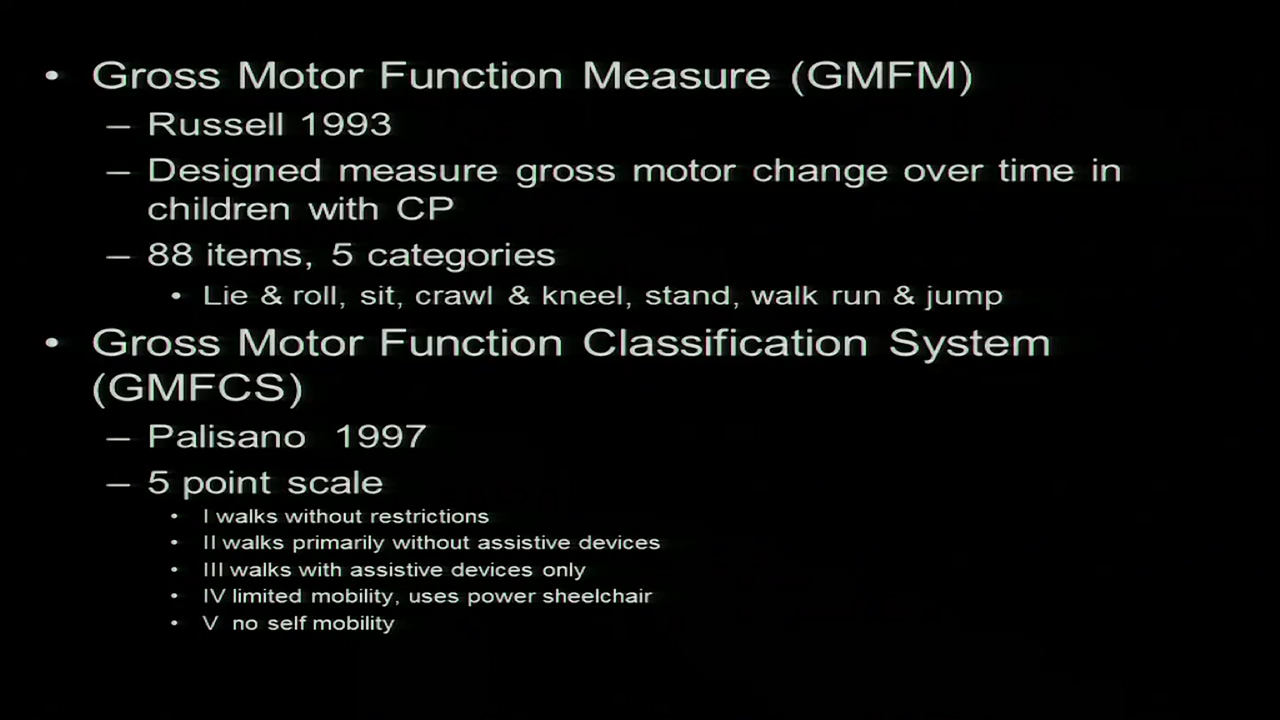 • Gross Motor Function Measure (GMFM)
– Russell 1993
– Designed measure gross motor change over time in
children with CP
– 88 items, 5 categories
• Lie & roll, sit, crawl & kneel, stand, walk run & jump
• Gross Motor Function Classification System
(GMFCS)
– Palisano 1997
– 5 point scale
• I walks without restrictions
• II walks primarily without assistive devices
• III walks with assistive devices only
• IV limited mobility, uses power sheelchair
• V no self mobility